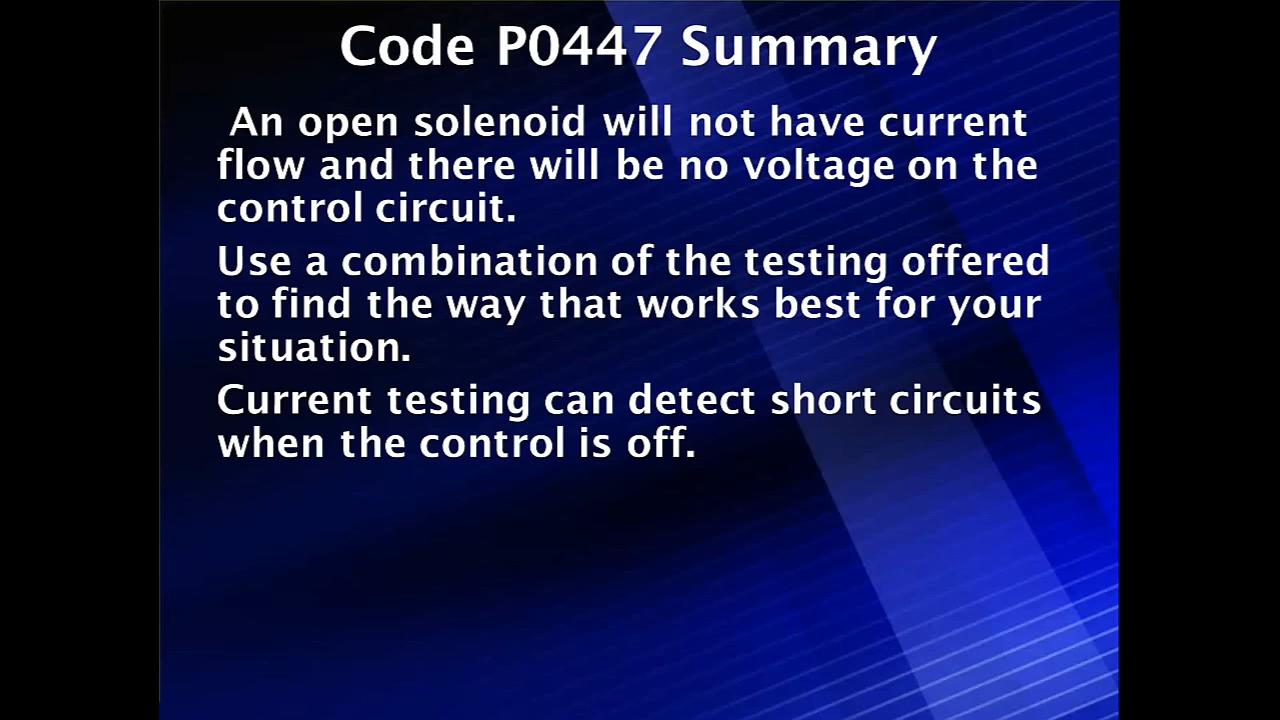 Code P0447 Summary
An open solenoid will not have current
flow and there will be no voltage on the
control circuit.
Use a combination of the testing offered
to find the way that works best for your
situation.
Current testing can detect short circuits
when the control is off.